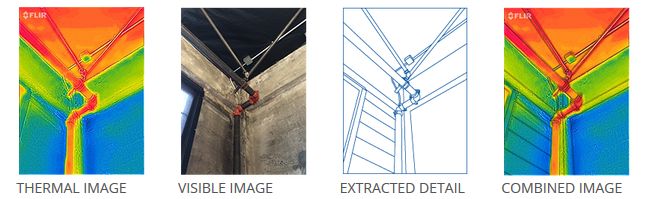 FLIR
FLIR
THERMAL IMAGE
VISIBLE IMAGE
EXTRACTED DETAIL
COMBINED IMAGE